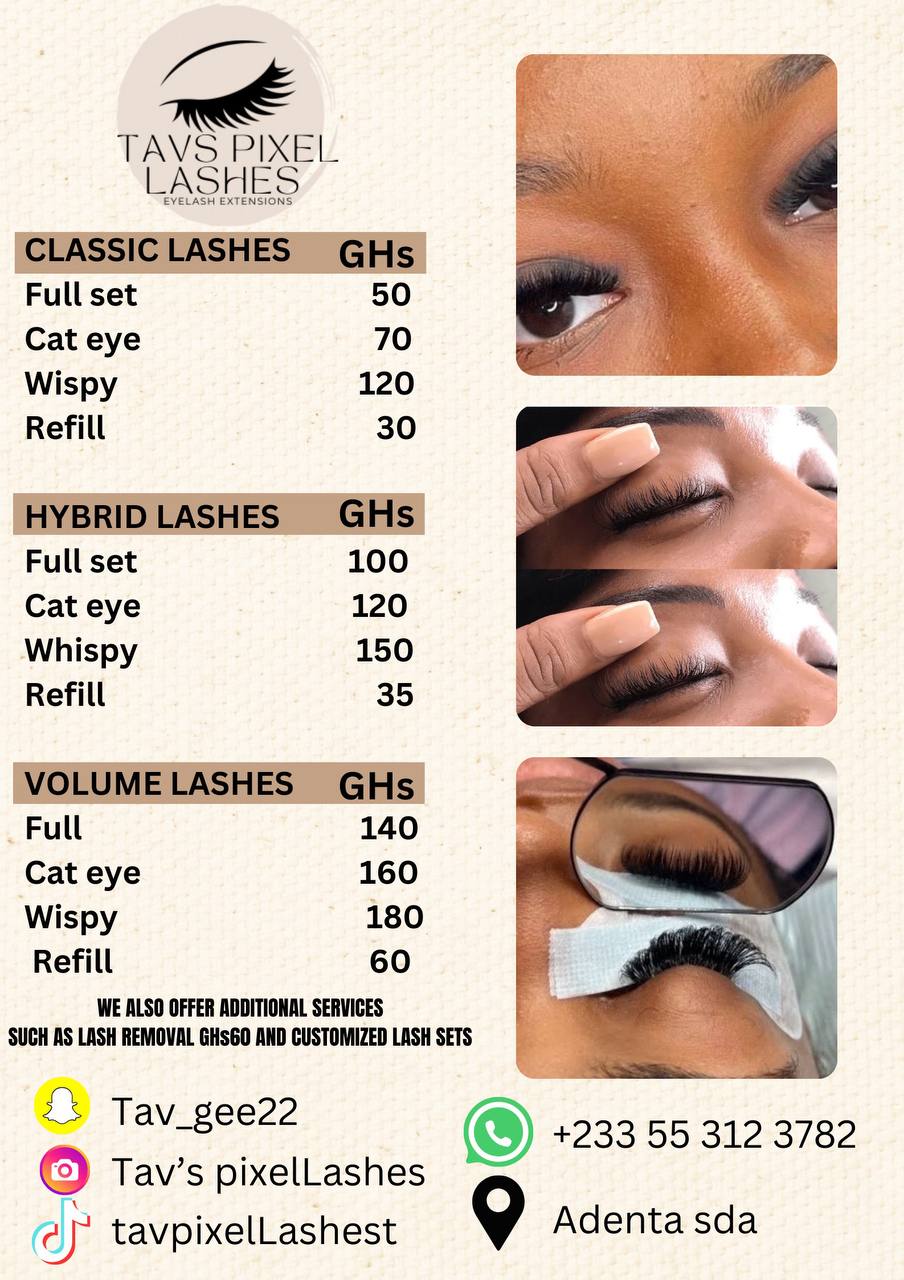 TAVS PIXEL
LASHES
EYELASH EXTENSIONS
CLASSIC LASHES GHs
Full set 50
Cat eye 70
Wispy 120
Refill 30
HYBRID LASHES GHs
Full set 100
Cat eye 120
Whispy 150
Refill 35
VOLUME LASHES GHs
Full 140
Cat eye 160
Wispy 180
Refill 60
WE ALSO OFFER ADDITIONAL SERVICES
SUCH AS LASH REMOVAL GHs60 AND CUSTOMIZED LASH SETS
Tav_gee22
Tav’s pixelLashes
tavpixelLashest
+233 55 312 3782
Adenta sda